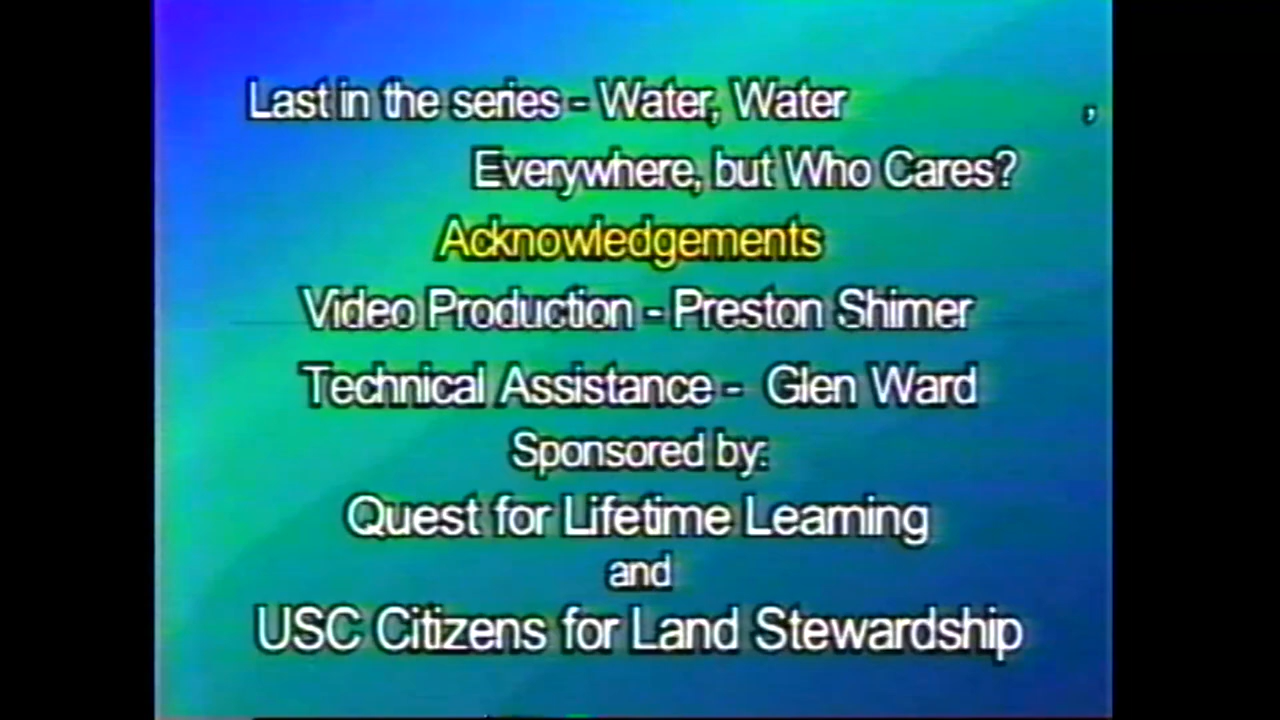 Last in the series - Water, Water ,
Everywhere, but Who Cares?
Acknowledgements
Video Production - Preston Shimer
Technical Assistance - Glen Ward
Sponsored by:
Quest for Lifetime Learning
and
USC Citizens for Land Stewardship